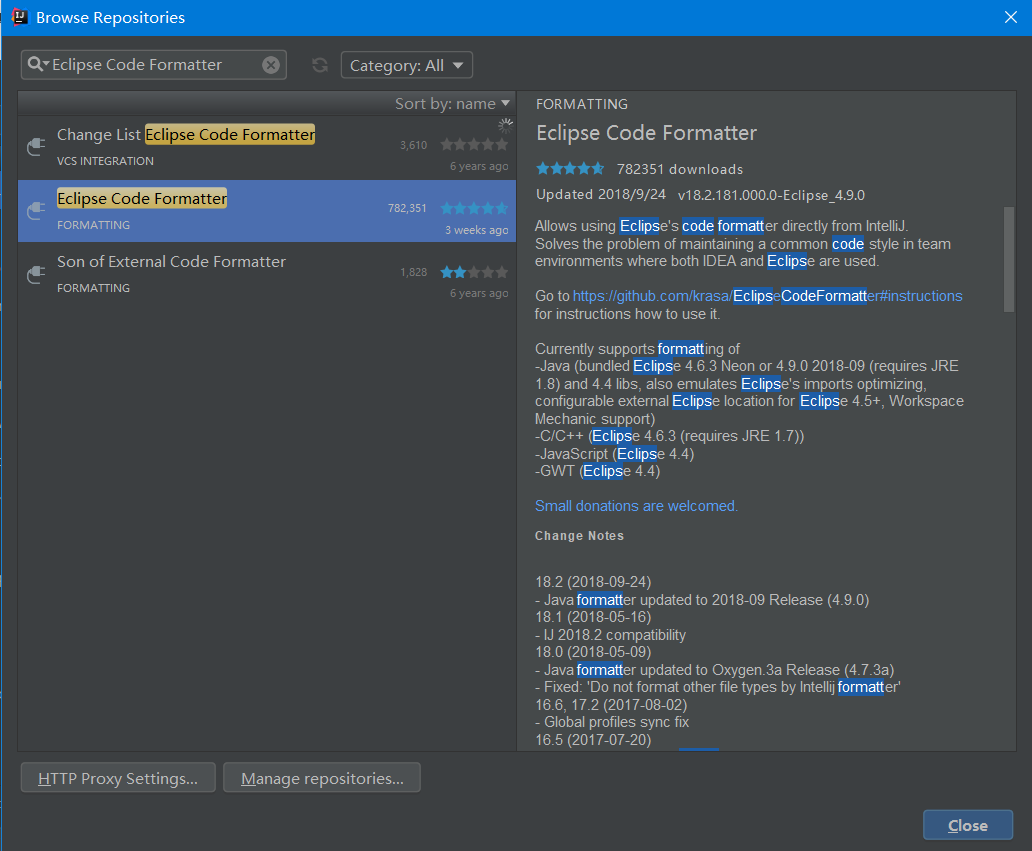 Browse Repositories
Eclipse Code Formatter
Category: All
Sort by: name
Change List Eclipse Code Formatter
3,610
VCS INTEGRATION
6 years ago
Eclipse Code Formatter
782,351
FORMATTING
3 weeks ago
Son of External Code Formatter
1,828
FORMATTING
6 years ago
FORMATTING
Eclipse Code Formatter
782351 downloads
Updated 2018/9/24 v18.2.181.000.0-Eclipse_4.9.0
Allows using Eclipse's code formatter directly from IntelliJ.
Solves the problem of maintaining a common code style in team
environments where both IDEA and Eclipse are used.
Go to https://github.com/krasa/EclipseCodeFormatter#instructions
for instructions how to use it.
Currently supports formatting of
-Java (bundled Eclipse 4.6.3 Neon or 4.9.0 2018-09 (requires JRE
1.8) and 4.4 libs, also emulates Eclipse's imports optimizing,
configurable external Eclipse location for Eclipse 4.5+, Workspace
Mechanic support)
-C/C++ (Eclipse 4.6.3 (requires JRE 1.7))
-JavaScript (Eclipse 4.4)
-GWT (Eclipse 4.4)
Small donations are welcomed.
Change Notes
18.2 (2018-09-24)
- Java formatter updated to 2018-09 Release (4.9.0)
18.1 (2018-05-16)
- IJ 2018.2 compatibility
18.0 (2018-05-09)
- Java formatter updated to Oxygen.3a Release (4.7.3a)
- Fixed: 'Do not format other file types by Intellij formatter'
16.6, 17.2 (2017-08-02)
- Global profiles sync fix
16.5 (2017-07-20)
HTTP Proxy Settings...
Manage repositories...
Close